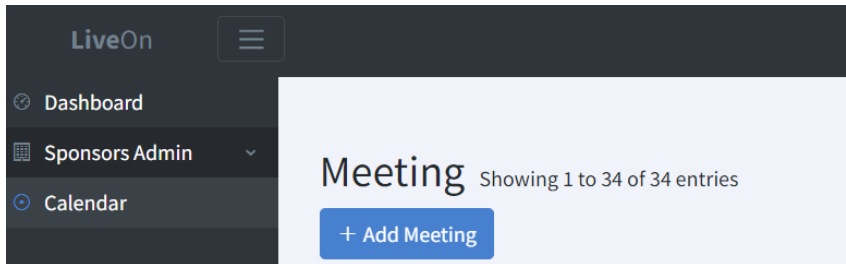 LiveOn
Dashboard
Sponsors Admin
Calendar
Meeting Showing 1 to 34 of 34 entries
+ Add Meeting